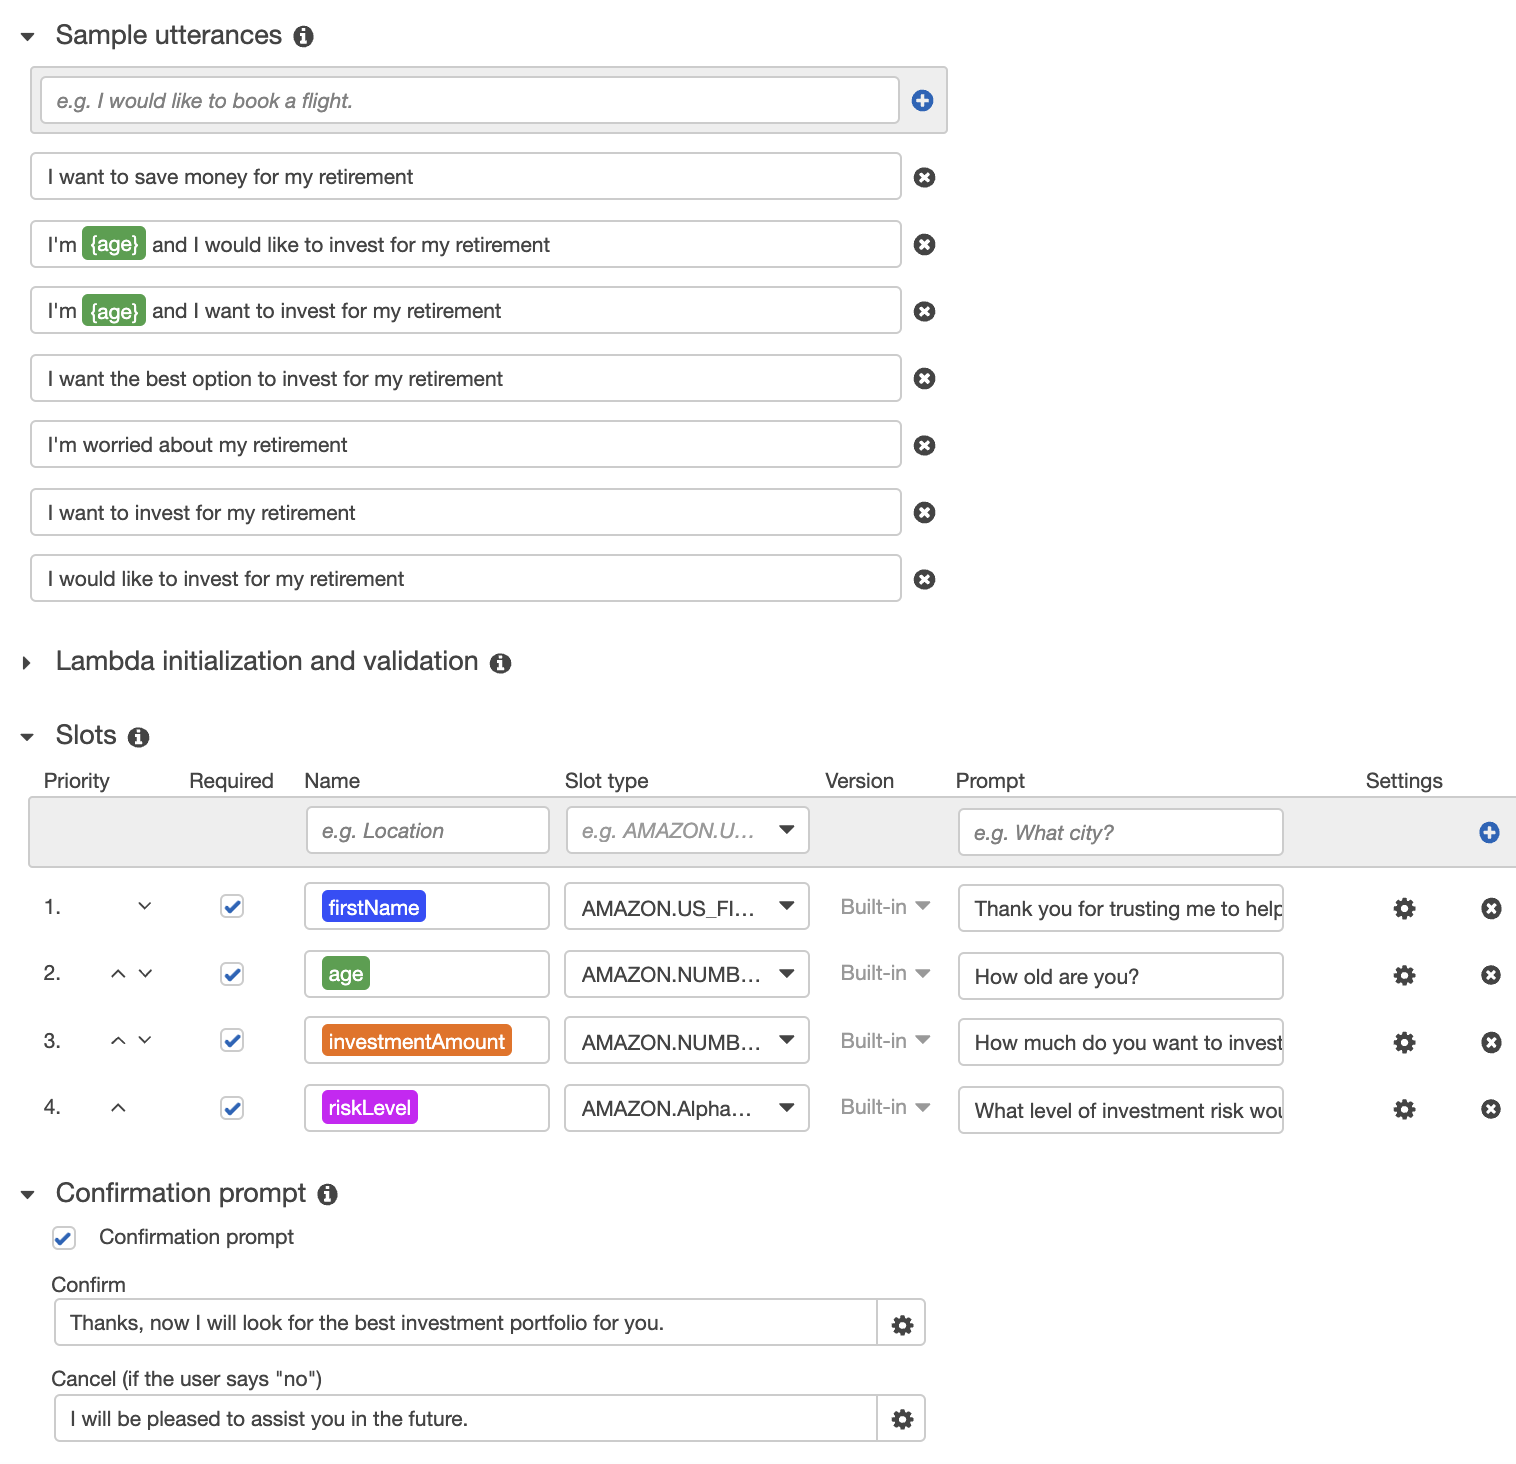 Sample utterances
e.g. I would like to book a flight.
I want to save money for my retirement
I'm {age} and I would like to invest for my retirement
I'm {age} and I want to invest for my retirement
I want the best option to invest for my retirement
I'm worried about my retirement
I want to invest for my retirement
I would like to invest for my retirement
Lambda initialization and validation
Slots
Priority Required Name Slot type Version Prompt Settings
e.g. Location e.g. AMAZON.U... e.g. What city?
1. firstName AMAZON.US_FI... Built-in Thank you for trusting me to help
2. age AMAZON.NUMB... Built-in How old are you?
3. investmentAmount AMAZON.NUMB... Built-in How much do you want to invest
4. riskLevel AMAZON.Alpha... Built-in What level of investment risk wou
Confirmation prompt
Confirmation prompt
Confirm
Thanks, now I will look for the best investment portfolio for you.
Cancel (if the user says "no")
I will be pleased to assist you in the future.